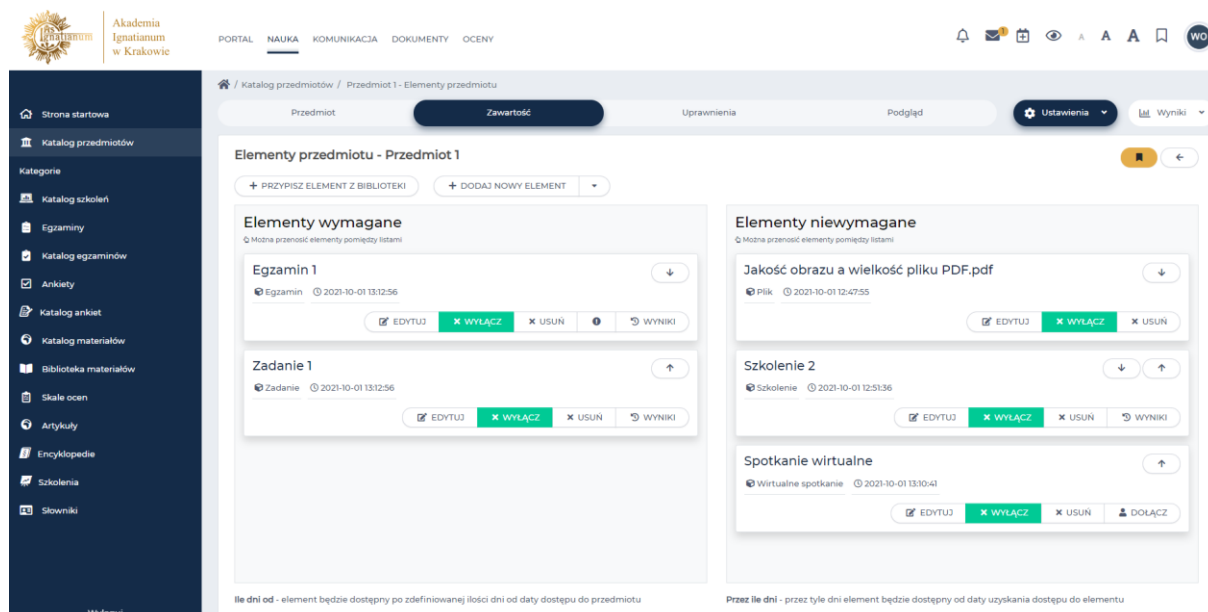 Ignatianum
Akademia
Ignatianum
w Krakowie
PORTAL NAUKA KOMUNIKACJA DOKUMENTY OCENY
1
A A A
WO
/ Katalog przedmiotów / Przedmiot 1 - Elementy przedmiotu
Przedmiot Zawartość Uprawnienia Podgląd Ustawienia Wyniki
Strona startowa
Katalog przedmiotów
Kategorie
Katalog szkoleń
Egzaminy
Katalog egzaminów
Ankiety
Katalog ankiet
Katalog materiałów
Biblioteka materiałów
Skale ocen
Artykuły
Encyklopedie
Szkolenia
Słowniki
Elementy przedmiotu - Przedmiot 1
+ PRZYPISZ ELEMENT Z BIBLIOTEKI + DODAJ NOWY ELEMENT
Elementy wymagane
Można przenosić elementy pomiędzy listami
Egzamin 1
Egzamin 2021-10-01 13:12:56
EDYTUJ WYŁĄCZ USUŃ WYNIKI
Zadanie 1
Zadanie 2021-10-01 13:12:56
EDYTUJ WYŁĄCZ USUŃ WYNIKI
Elementy niewymagane
Można przenosić elementy pomiędzy listami
Jakość obrazu a wielkość pliku PDF.pdf
Plik 2021-10-01 12:47:55
EDYTUJ WYŁĄCZ USUŃ
Szkolenie 2
Szkolenie 2021-10-01 12:51:36
EDYTUJ WYŁĄCZ USUŃ WYNIKI
Spotkanie wirtualne
Wirtualne spotkanie 2021-10-01 13:10:41
EDYTUJ WYŁĄCZ USUŃ DOŁĄCZ
Ile dni od - element będzie dostępny po zdefiniowanej ilości dni od daty dostępu do przedmiotu
Przez ile dni - przez tyle dni element będzie dostępny od daty uzyskania dostępu do elementu